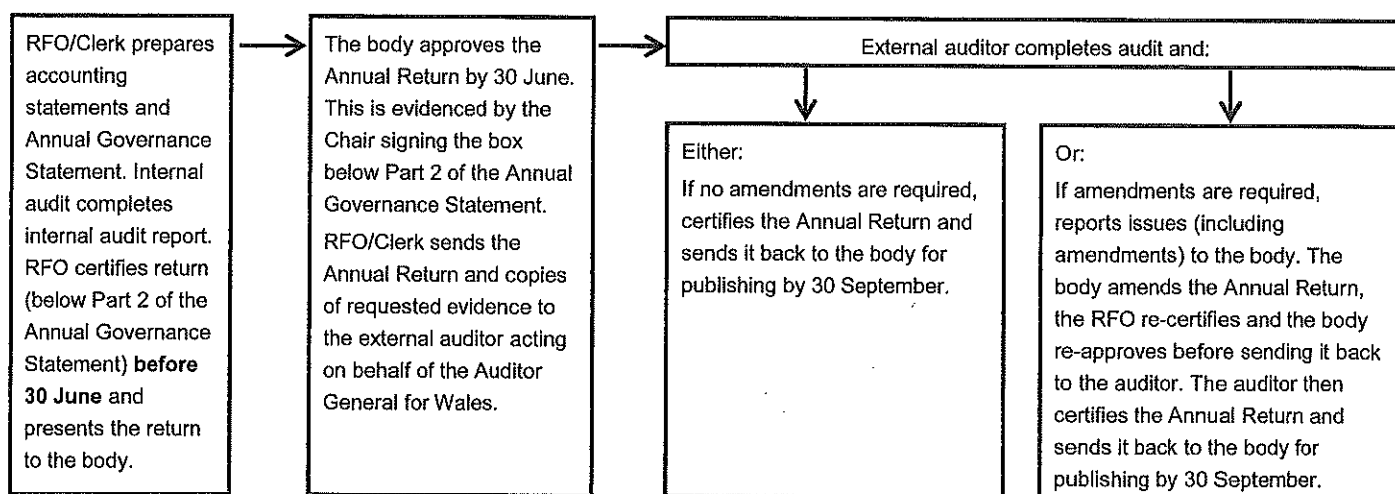 RFO/Clerk prepares
accounting
statements and
Annual Governance
Statement. Internal
audit completes
internal audit report.
RFO certifies return
(below Part 2 of the
Annual Governance
Statement) before
30 June and
presents the return
to the body.
The body approves the
Annual Return by 30 June.
This is evidenced by the
Chair signing the box
below Part 2 of the Annual
Governance Statement.
RFO/Clerk sends the
Annual Return and copies
of requested evidence to
the external auditor acting
on behalf of the Auditor
General for Wales.
External auditor completes audit and:
Either:
If no amendments are required,
certifies the Annual Return and
sends it back to the body for
publishing by 30 September.
Or:
If amendments are required,
reports issues (including
amendments) to the body. The
body amends the Annual Return,
the RFO re-certifies and the body
re-approves before sending it back
to the auditor. The auditor then
certifies the Annual Return and
sends it back to the body for
publishing by 30 September.